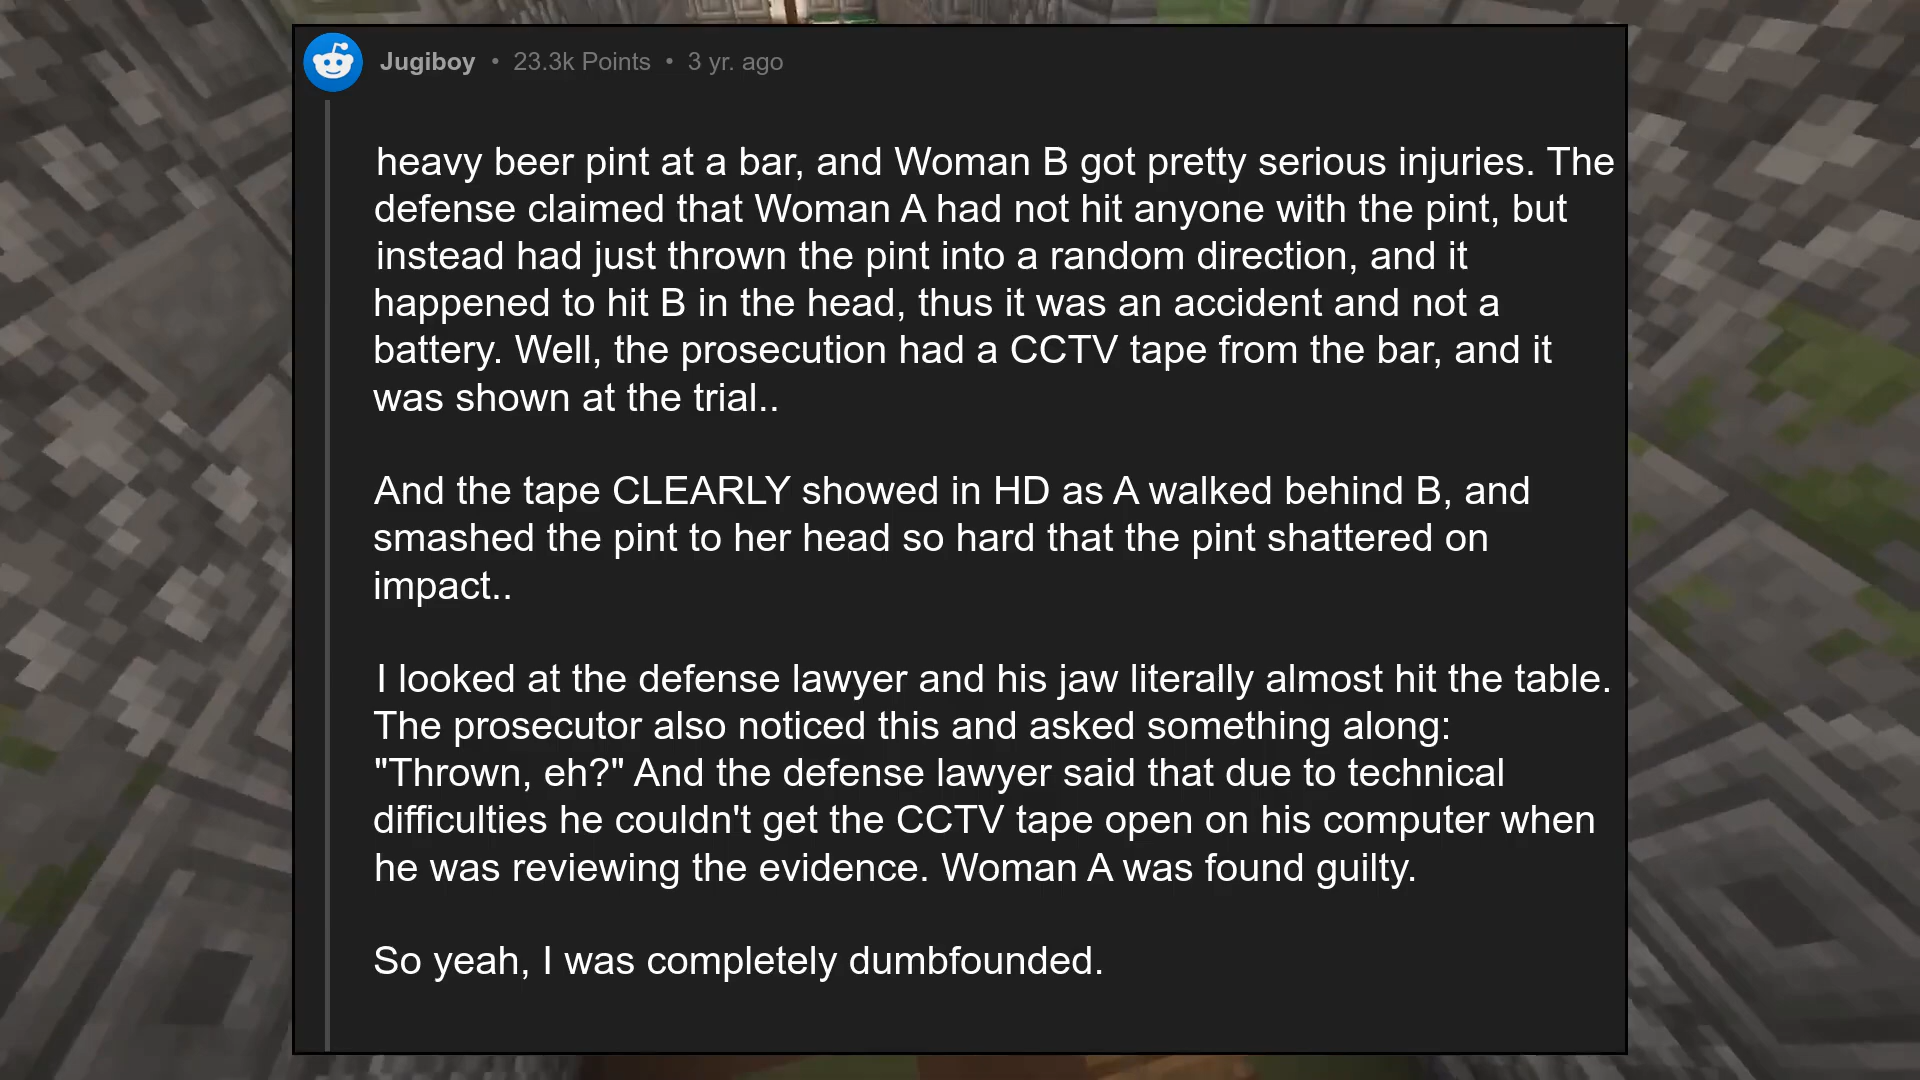 Jugiboy • 23.3k Points • 3 yr. ago
heavy beer pint at a bar, and Woman B got pretty serious injuries. The
defense claimed that Woman A had not hit anyone with the pint, but
instead had just thrown the pint into a random direction, and it
happened to hit B in the head, thus it was an accident and not a
battery. Well, the prosecution had a CCTV tape from the bar, and it
was shown at the trial..
And the tape CLEARLY showed in HD as A walked behind B, and
smashed the pint to her head so hard that the pint shattered on
impact..
I looked at the defense lawyer and his jaw literally almost hit the table.
The prosecutor also noticed this and asked something along:
"Thrown, eh?" And the defense lawyer said that due to technical
difficulties he couldn't get the CCTV tape open on his computer when
he was reviewing the evidence. Woman A was found guilty.
So yeah, I was completely dumbfounded.